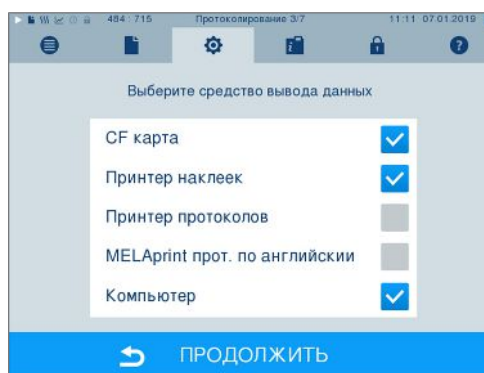 484 : 715 Протоколирование 3/7 11:11 07.01.2019
Выберите средство вывода данных
CF карта
Принтер наклеек
Принтер протоколов
MELAprint прот. по английскии
Компьютер
ПРОДОЛЖИТЬ